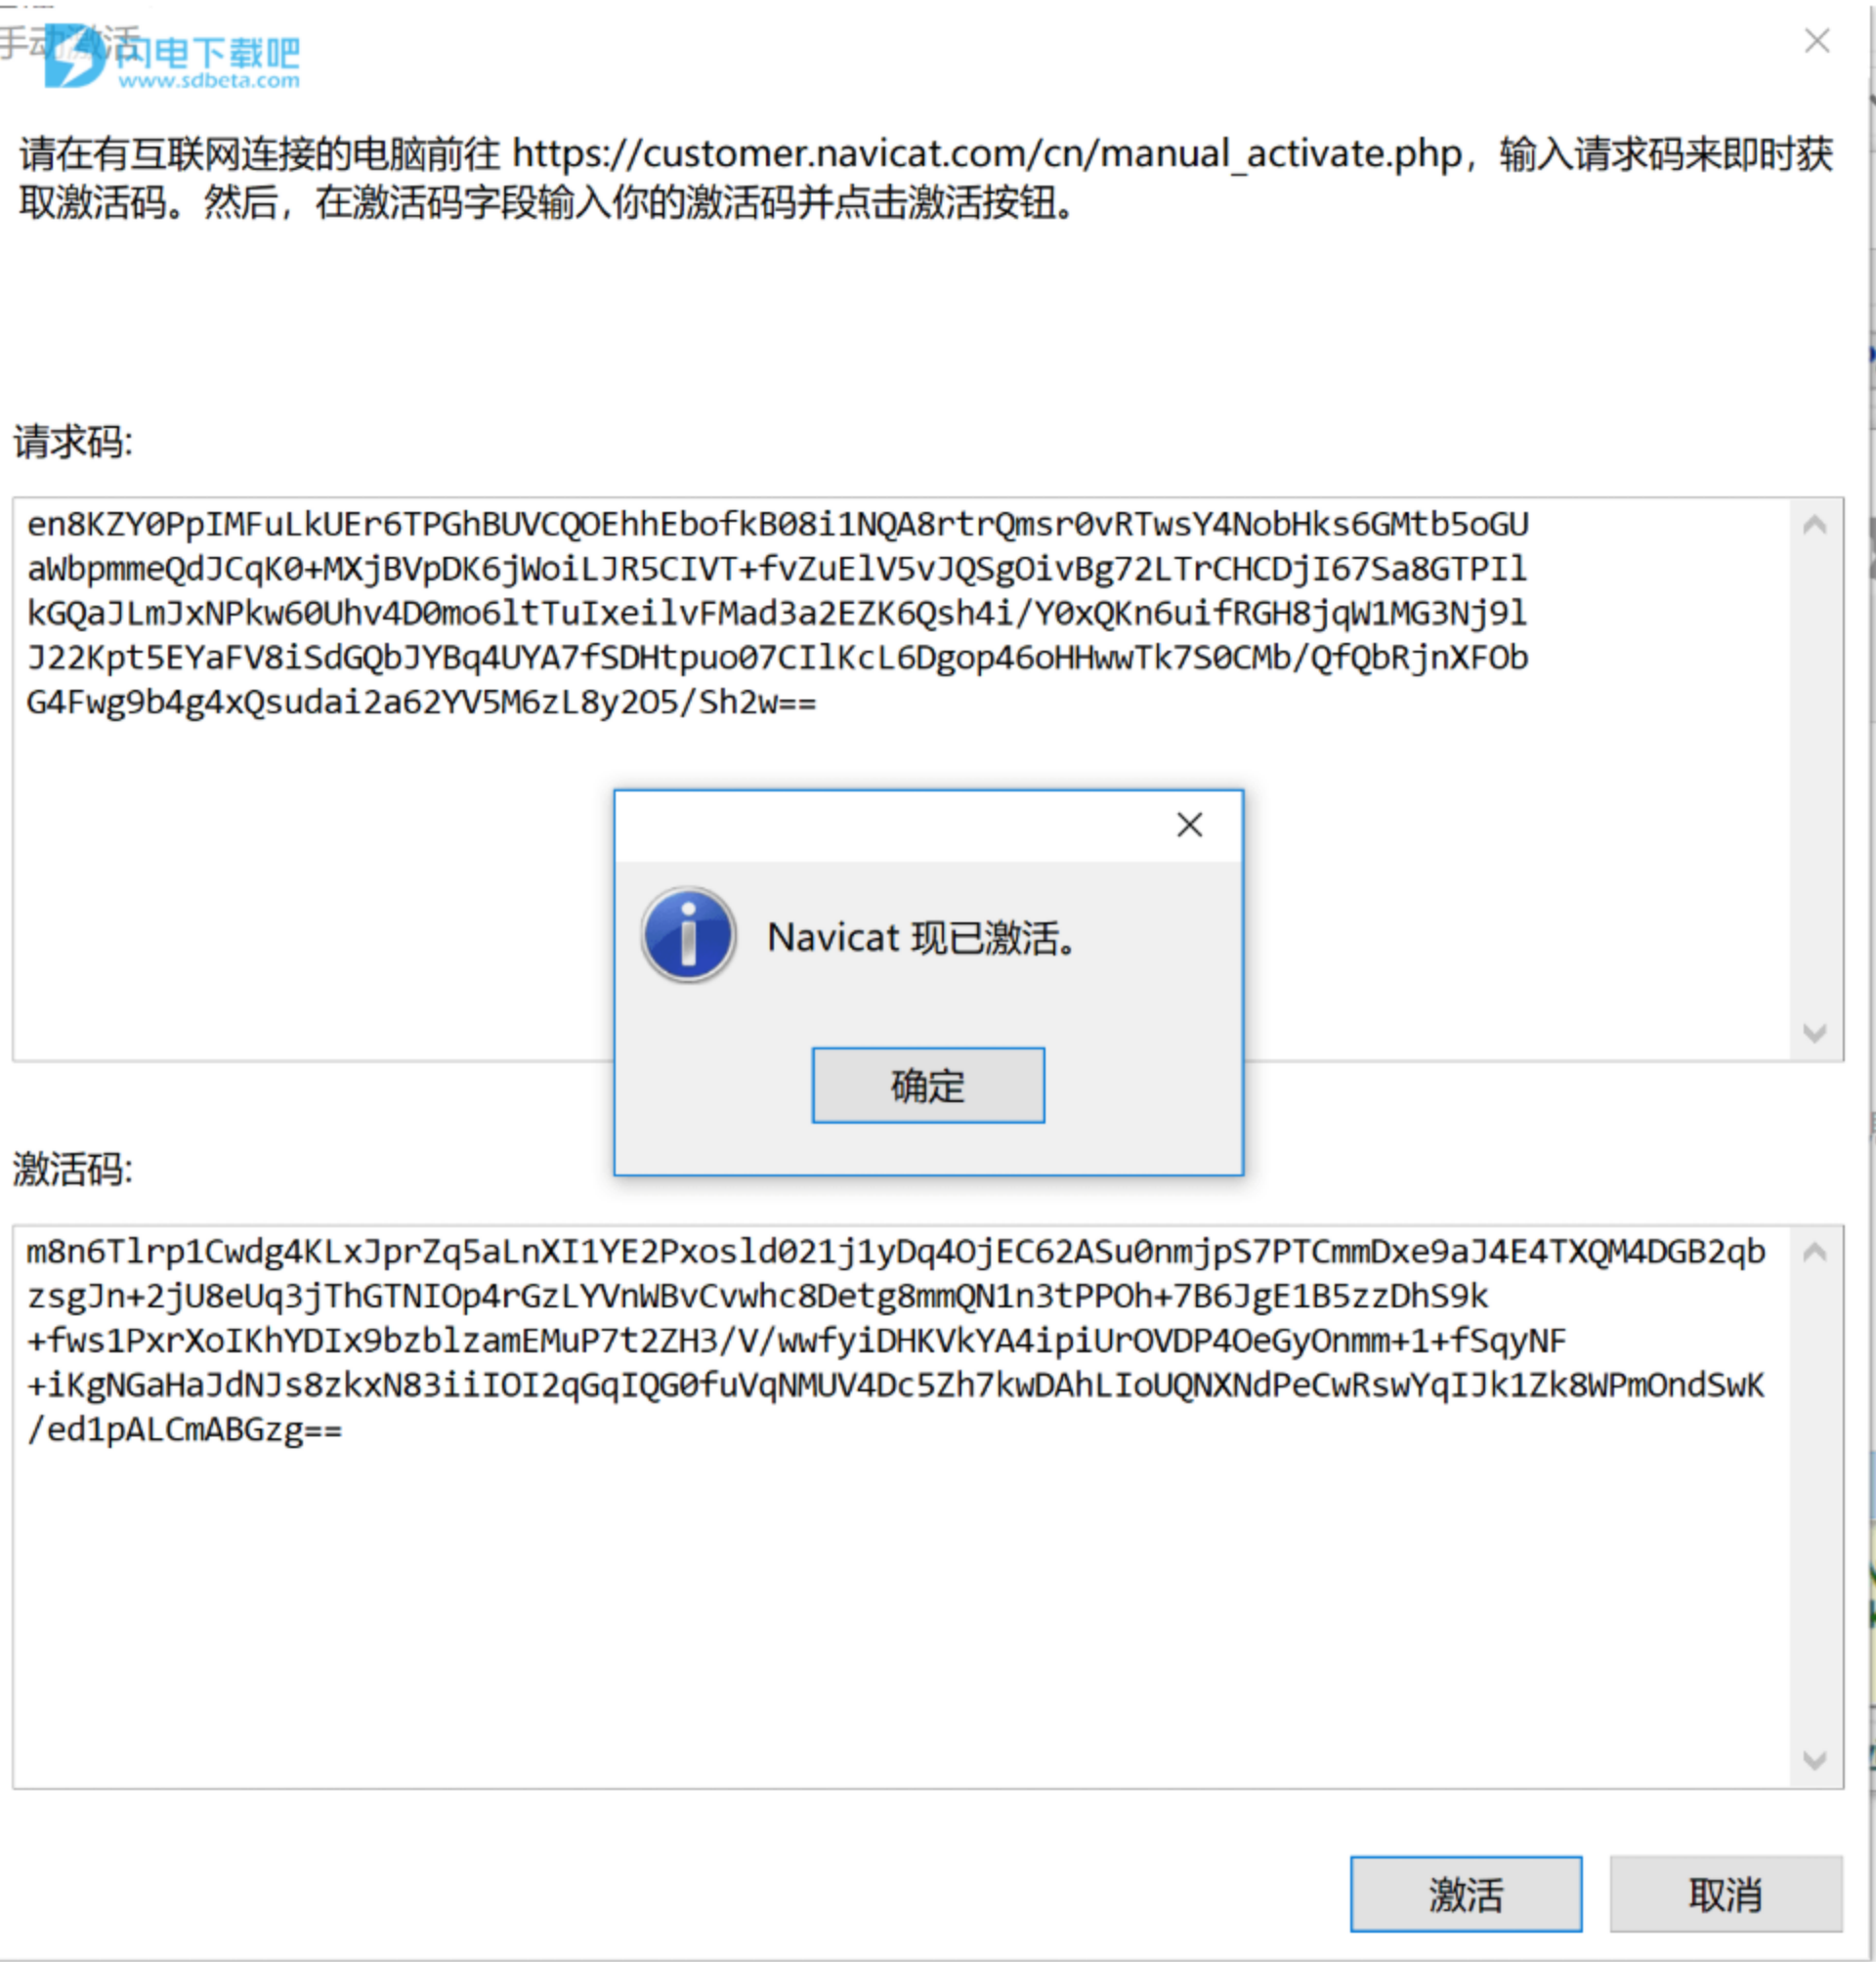 手动激活
闪电下载吧
www.sdbeta.com
请在有互联网连接的电脑前往 https://customer.navicat.com/cn/manual_activate.php，输入请求码来即时获
取激活码。然后，在激活码字段输入你的激活码并点击激活按钮。
请求码:
en8KZY0PpIMFuLkUEr6TPGhBUVCQOEhhEbofkB08i1NQA8rtrQmsr0vRTwsY4NobHks6GMtb5oGU
aWbpmmeQdJCqK0+MXjBVpDK6jWoiLJR5CIVT+fvZuElV5vJQSgOivBg72LTrCHCDjI67Sa8GTPIl
kGQaJLmJxNPkw60Uhv4D0mo6ltTuIxeilvFMad3a2EZK6Qsh4i/Y0xQKn6uifRGH8jqW1MG3Nj9l
J22Kpt5EYaFV8iSdGQbJYBq4UYA7fSDHtpuo07CIlKcL6Dgop46oHHwwTk7S0CMb/QfQbRjnXFOb
G4Fwg9b4g4xQsudai2a62YV5M6zL8y2O5/Sh2w==
Navicat 现已激活。
确定
激活码:
m8n6Tlrp1Cwdg4KLxJprZq5aLnXI1YE2Pxosld021j1yDq4OjEC62ASu0nmjpS7PTCmmDxe9aJ4E4TXQM4DGB2qb
zsgJn+2jU8eUq3jThGTNIOp4rGzLYVnWBvCvwhc8Detg8mmQN1n3tPPOh+7B6JgE1B5zzDhS9k
+fws1PxrXoIKhYDIx9bzblzamEMuP7t2ZH3/V/wwfyiDHKVkYA4ipiUrOVDP4OeGyOnmm+1+fSqyNF
+iKgNGaHaJdNJs8zkxN83iiIOI2qGqIQG0fuVqNMUV4Dc5Zh7kwDAhLIoUQNXNdPeCwRswYqIJk1Zk8WPmOndSwK
/ed1pALCmABGzg==
激活
取消